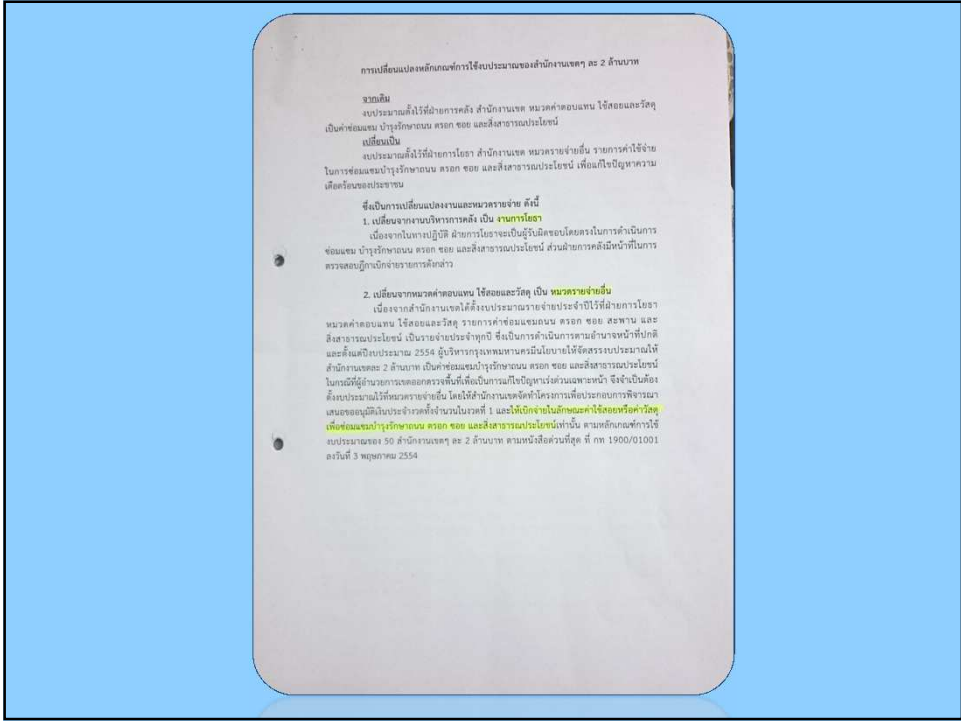 การเปลี่ยนแปลงหลักเกณฑ์การใช้งบประมาณของสำนักงานเขตๆ ละ 2 ล้านบาท
จากเดิม
งบประมาณตั้งไว้ที่ฝ่ายการคลัง สำนักงานเขต หมวดค่าตอบแทน ใช้สอยและวัสดุ
เป็นค่าซ่อมแซม บำรุงรักษาถนน ตรอก ซอย และสิ่งสาธารณประโยชน์
เปลี่ยนเป็น
งบประมาณตั้งไว้ที่ฝ่ายการโยธา สำนักงานเขต หมวดรายจ่ายอื่น รายการค่าใช้จ่าย
ในการซ่อมแซมบำรุงรักษาถนน ตรอก ซอย และสิ่งสาธารณประโยชน์ เพื่อแก้ไขปัญหาความ
เดือดร้อนของประชาชน
ซึ่งเป็นการเปลี่ยนแปลงงานและหมวดรายจ่าย ดังนี้
1. เปลี่ยนจากงานบริหารการคลัง เป็น งานการโยธา
เนื่องจากในทางปฏิบัติ ฝ่ายการโยธาจะเป็นผู้รับผิดชอบโดยตรงในการดำเนินการ
ซ่อมแซม บำรุงรักษาถนน ตรอก ซอย และสิ่งสาธารณประโยชน์ ส่วนฝ่ายการคลังมีหน้าที่ในการ
ตรวจสอบฎีกาเบิกจ่ายรายการดังกล่าว
2. เปลี่ยนจากหมวดค่าตอบแทน ใช้สอยและวัสดุ เป็น หมวดรายจ่ายอื่น
เนื่องจากสำนักงานเขตได้ตั้งงบประมาณรายจ่ายประจำปีไว้ที่ฝ่ายการโยธา
หมวดค่าตอบแทน ใช้สอยและวัสดุ รายการค่าซ่อมแซมถนน ตรอก ซอย สะพาน และ
สิ่งสาธารณประโยชน์ เป็นรายจ่ายประจำทุกปี ซึ่งเป็นการดำเนินการตามอำนาจหน้าที่ปกติ
และตั้งแต่ปีงบประมาณ 2554 ผู้บริหารกรุงเทพมหานครมีนโยบายให้จัดสรรงบประมาณให้
สำนักงานเขตละ 2 ล้านบาท เป็นค่าซ่อมแซมบำรุงรักษาถนน ตรอก ซอย และสิ่งสาธารณประโยชน์
ในกรณีที่ผู้อำนวยการเขตออกตรวจพื้นที่เพื่อเป็นการแก้ไขปัญหาเร่งด่วนเฉพาะหน้า จึงจำเป็นต้อง
ตั้งงบประมาณไว้ที่หมวดรายจ่ายอื่น โดยให้สำนักงานเขตจัดทำโครงการเพื่อประกอบการพิจารณา
เสนอขออนุมัติเงินประจำงวดทั้งจำนวนในงวดที่ 1 และให้เบิกจ่ายในลักษณะค่าใช้สอยหรือค่าวัสดุ
เพื่อซ่อมแซมบำรุงรักษาถนน ตรอก ซอย และสิ่งสาธารณประโยชน์เท่านั้น ตามหลักเกณฑ์การใช้
งบประมาณของ 50 สำนักงานเขตๆ ละ 2 ล้านบาท ตามหนังสือด่วนที่สุด ที่ กท 1900/01001
ลงวันที่ 3 พฤษภาคม 2554